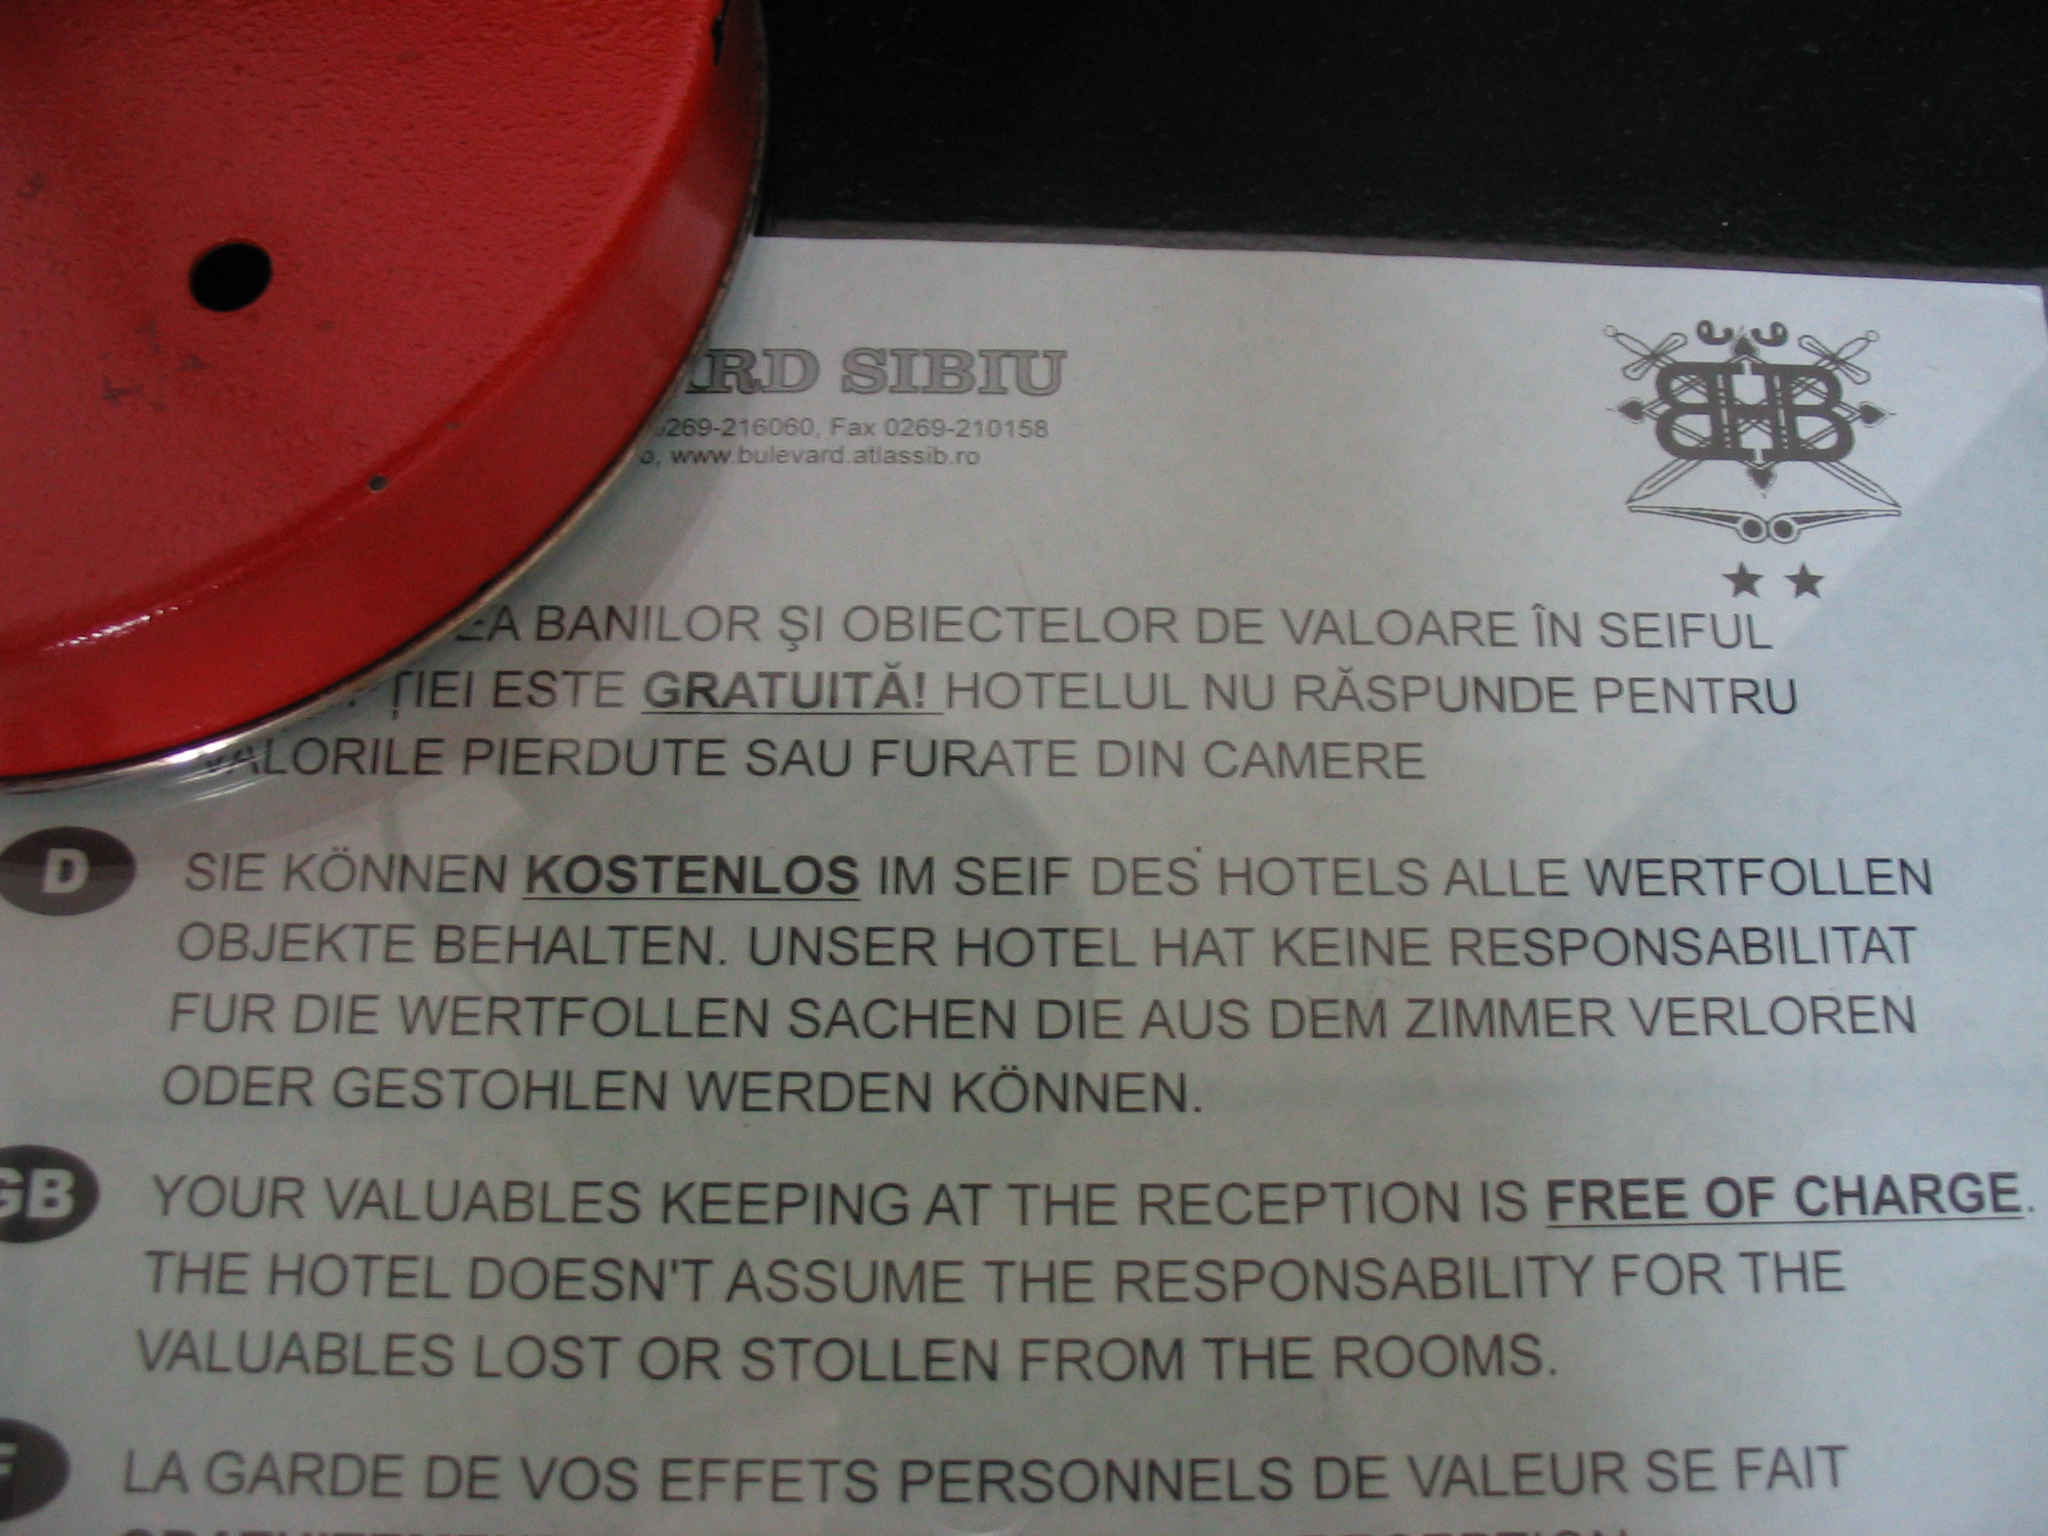 SIBIU
269-216060, Fax 0269-210158
www.bulevard.atlassib.ro
BHB
BANILOR ŞI OBIECTELOR DE VALOARE ÎN SEIFUL
ESTE GRATUITĂ! HOTELUL NU RĂSPUNDE PENTRU
VALORILE PIERDUTE SAU FURATE DIN CAMERE
D
SIE KÖNNEN KOSTENLOS IM SEIF DES HOTELS ALLE WERTFOLLEN
OBJEKTE BEHALTEN. UNSER HOTEL HAT KEINE RESPONSABILITAT
FUR DIE WERTFOLLEN SACHEN DIE AUS DEM ZIMMER VERLOREN
ODER GESTOHLEN WERDEN KÖNNEN.
GB
YOUR VALUABLES KEEPING AT THE RECEPTION IS FREE OF CHARGE.
THE HOTEL DOESN'T ASSUME THE RESPONSABILITY FOR THE
VALUABLES LOST OR STOLLEN FROM THE ROOMS.
F
LA GARDE DE VOS EFFETS PERSONNELS DE VALEUR SE FAIT